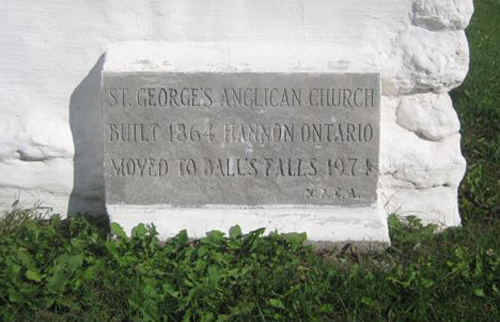 ST. GEORGE'S ANGLICAN CHURCH
BUILT 1864 HANNON ONTARIO
MOVED TO BALL'S FALLS 1974
N.P.C.A.